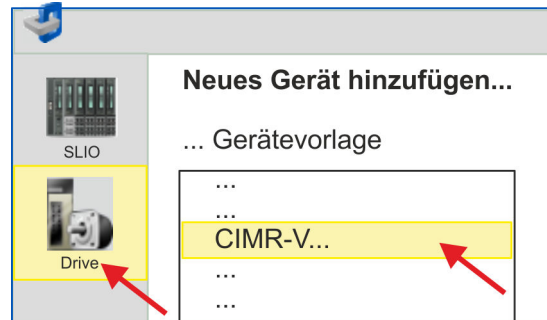 Neues Gerät hinzufügen...
SLIO
... Gerätevorlage
...
...
CIMR-V...
Drive
...
...